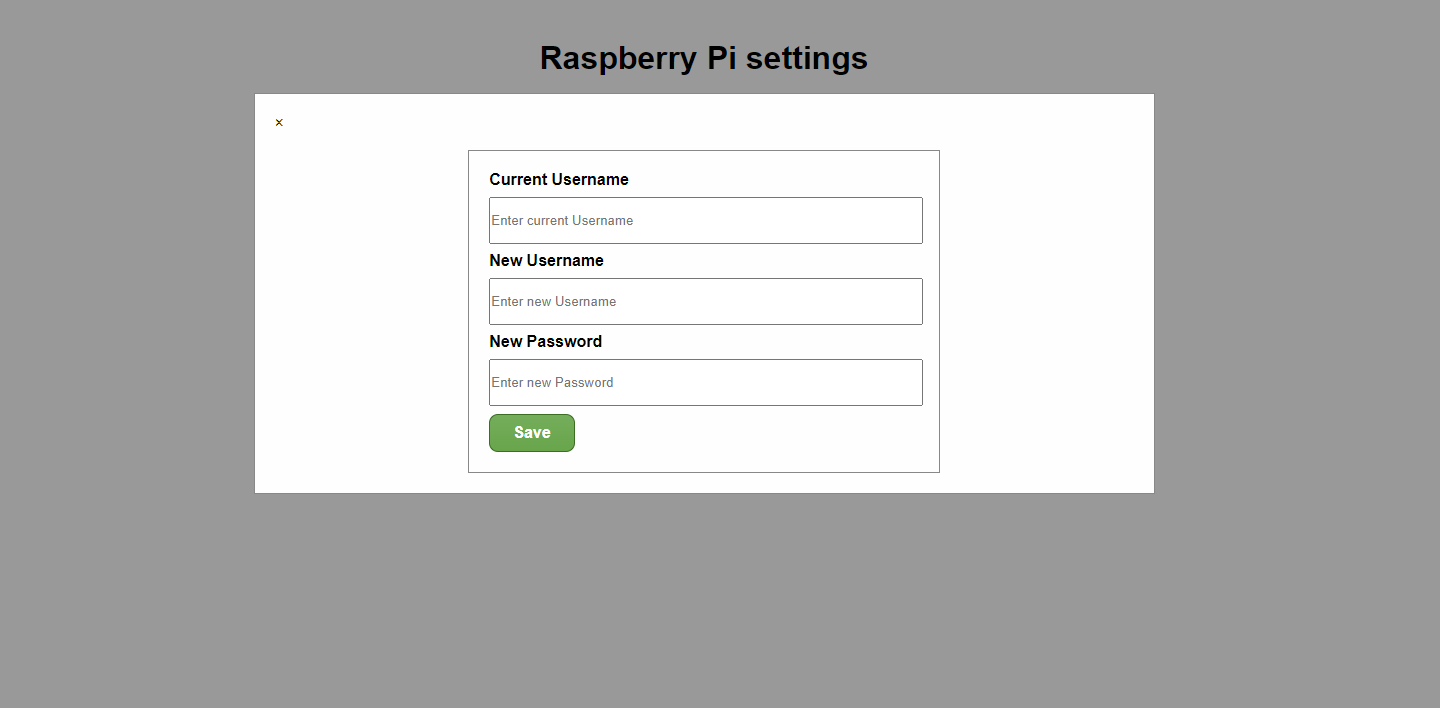 Raspberry Pi settings
×
Current Username
Enter current Username
New Username
Enter new Username
New Password
Enter new Password
Save